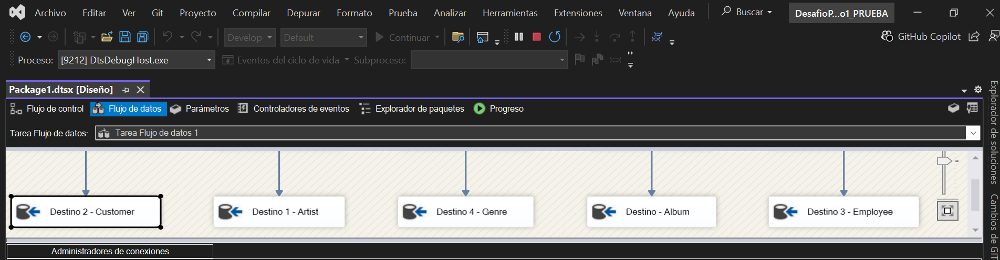 Archivo Editar Ver Git Proyecto Compilar Depurar Formato Prueba Analizar Herramientas Extensiones Ventana Ayuda Buscar DesafioP...o1_PRUEBA
Develop Default Continuar GitHub Copilot
Proceso: [9212] DtsDebugHost.exe Eventos del ciclo de vida Subproceso:
Package1.dtsx [Diseño]
Flujo de control Flujo de datos Parámetros Controladores de eventos Explorador de paquetes Progreso
Tarea Flujo de datos: Tarea Flujo de datos 1
Destino 2 - Customer Destino 1 - Artist Destino 4 - Genre Destino - Album Destino 3 - Employee
Administradores de conexiones
Explorador de soluciones
Cambios de GIT